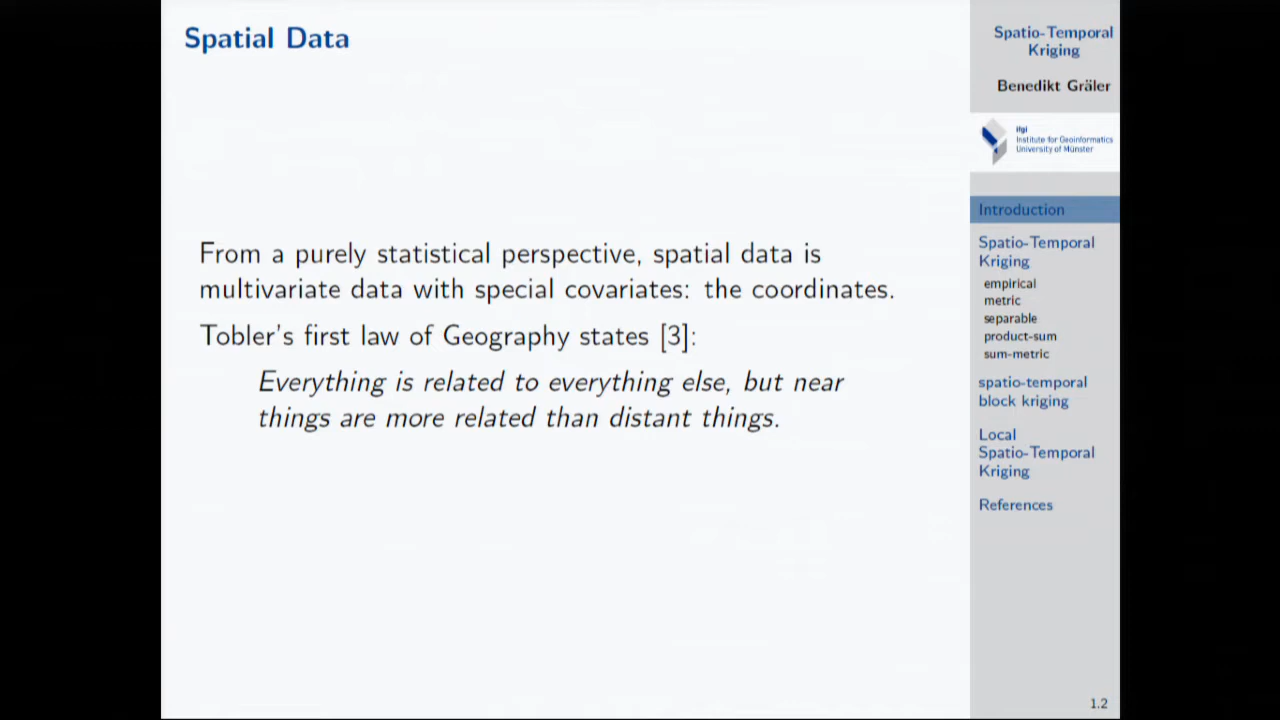 Spatial Data
From a purely statistical perspective, spatial data is
multivariate data with special covariates: the coordinates.
Tobler's first law of Geography states [3]:
Everything is related to everything else, but near
things are more related than distant things.
Spatio-Temporal
Kriging
Benedikt Gräler
ifgi
Institute for Geoinformatics
University of Münster
Introduction
Spatio-Temporal
Kriging
empirical
metric
separable
product-sum
sum-metric
spatio-temporal
block kriging
Local
Spatio-Temporal
Kriging
References
1.2